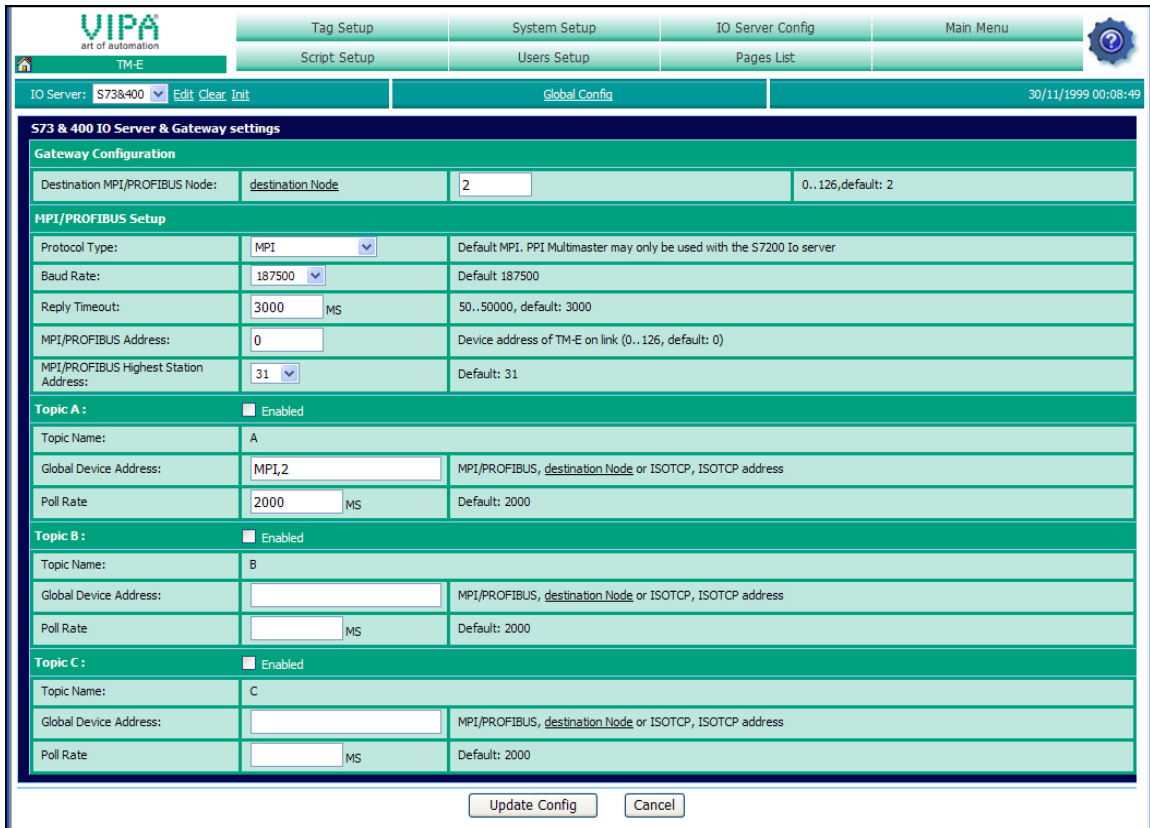 VIPA
art of automation
TM-E
Tag Setup
System Setup
IO Server Config
Main Menu
Script Setup
Users Setup
Pages List
?
IO Server: S73&400 Edit Clear Init
Global Config
30/11/1999 00:08:49
S73 & 400 IO Server & Gateway settings
Gateway Configuration
Destination MPI/PROFIBUS Node: destination Node 2 0..126,default: 2
MPI/PROFIBUS Setup
Protocol Type: MPI Default MPI. PPI Multimaster may only be used with the S7200 Io server
Baud Rate: 187500 Default 187500
Reply Timeout: 3000 MS 50..50000, default: 3000
MPI/PROFIBUS Address: 0 Device address of TM-E on link (0..126, default: 0)
MPI/PROFIBUS Highest Station
Address: 31 Default: 31
Topic A : Enabled
Topic Name: A
Global Device Address: MPI,2 MPI/PROFIBUS, destination Node or ISOTCP, ISOTCP address
Poll Rate 2000 MS Default: 2000
Topic B : Enabled
Topic Name: B
Global Device Address: MPI/PROFIBUS, destination Node or ISOTCP, ISOTCP address
Poll Rate MS Default: 2000
Topic C : Enabled
Topic Name: C
Global Device Address: MPI/PROFIBUS, destination Node or ISOTCP, ISOTCP address
Poll Rate MS Default: 2000
Update Config Cancel